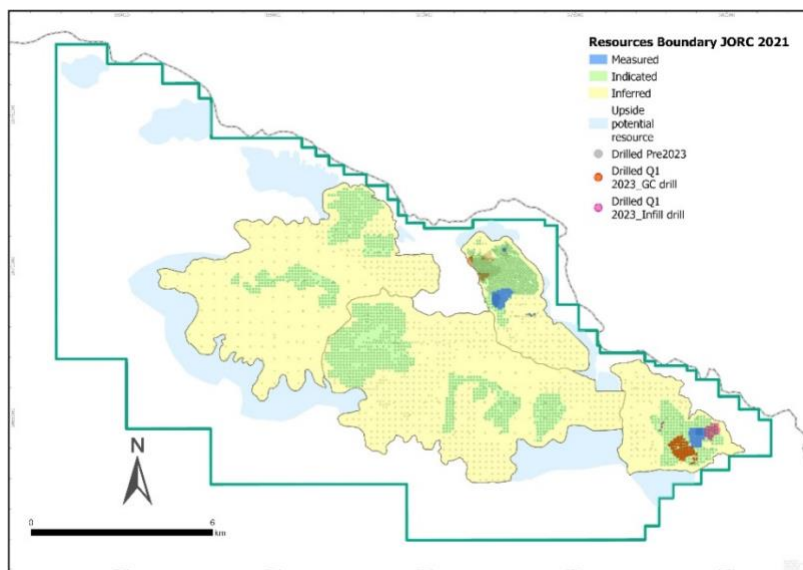 Resources Boundary JORC 2021
Measured
Indicated
Inferred
Upside
potential
resource
Drilled Pre2023
Drilled Q1
2023_GC drill
Drilled Q1
2023_Infill drill
N
0
6
km